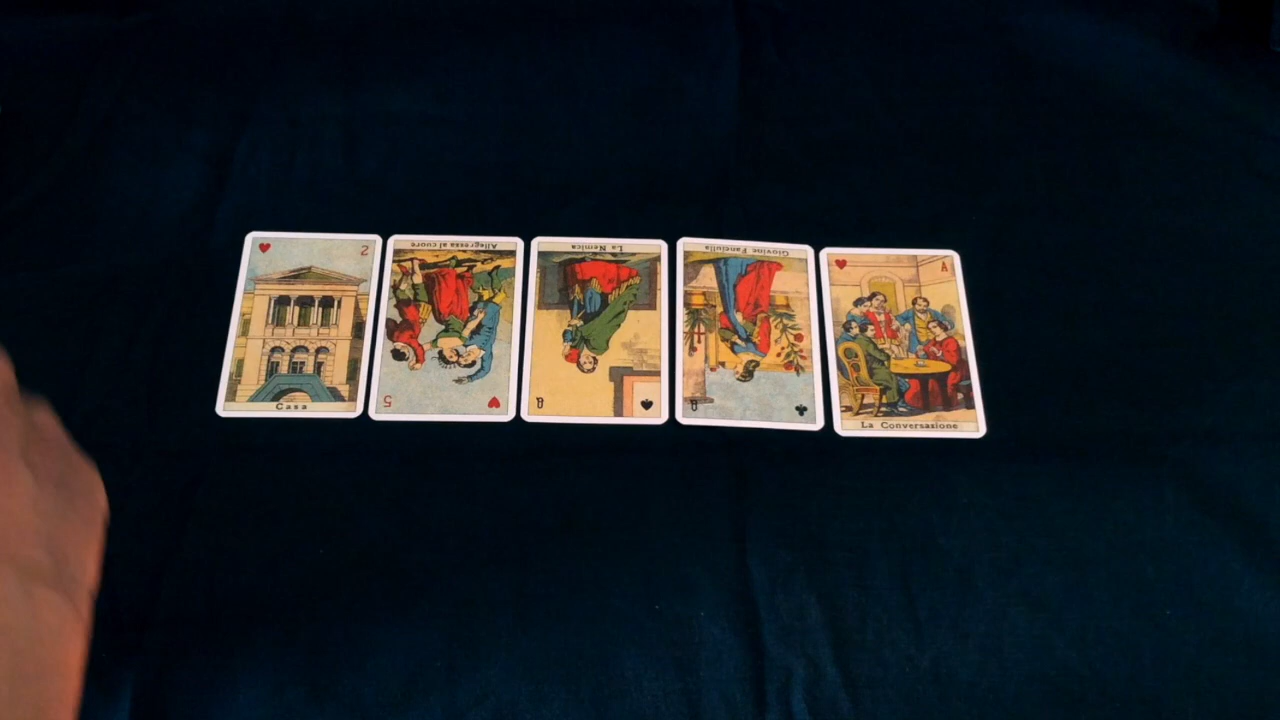 2
Casa
Allegrezza al cuore
5
La Nemica
Q
Giovine Fanciulla
Q
A
La Conversazione